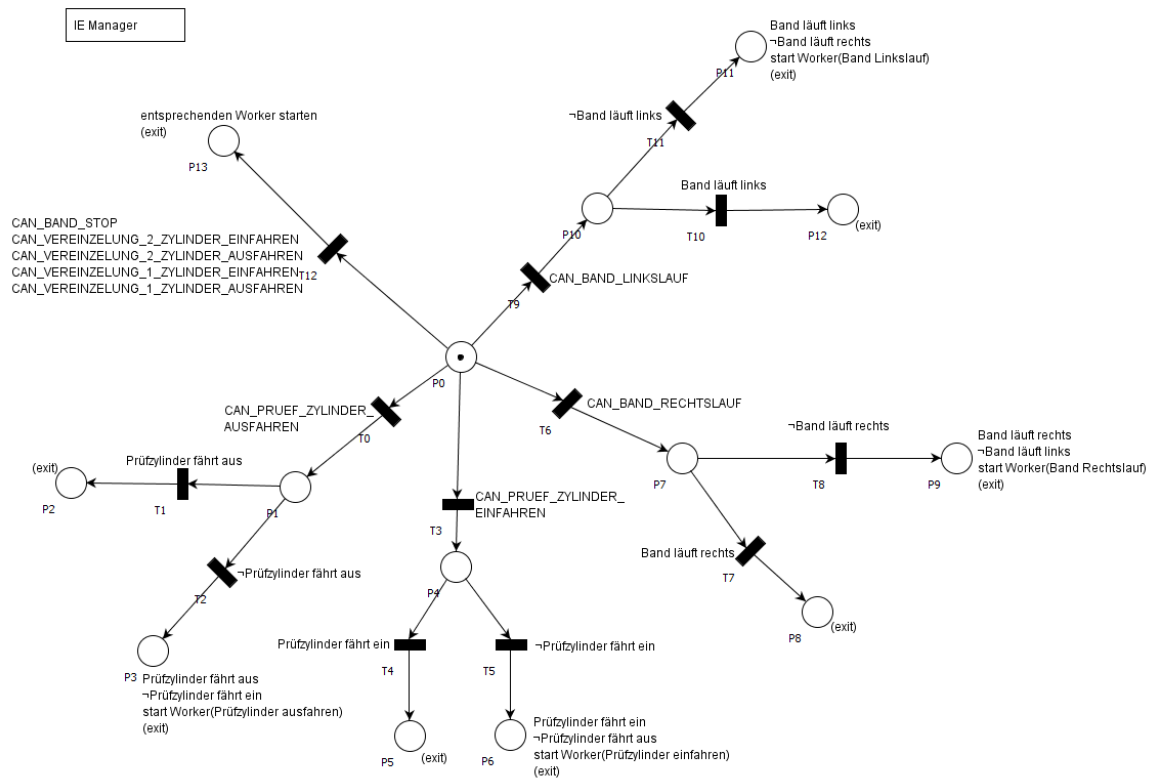 IE Manager
Band läuft links
¬Band läuft rechts
start Worker(Band Linkslauf)
(exit)
P11
¬Band läuft links
T11
entsprechenden Worker starten
(exit)
P13
Band läuft links
P10
T10
P12
(exit)
CAN_BAND_STOP
CAN_VEREINZELUNG_2_ZYLINDER_EINFAHREN
CAN_VEREINZELUNG_2_ZYLINDER_AUSFAHREN
CAN_VEREINZELUNG_1_ZYLINDER_EINFAHREN
CAN_VEREINZELUNG_1_ZYLINDER_AUSFAHREN
T12
CAN_BAND_LINKSLAUF
T9
P0
CAN_PRUEF_ZYLINDER_
AUSFAHREN
T0
CAN_BAND_RECHTSLAUF
T6
¬Band läuft rechts
T8
P7
P9
Band läuft rechts
¬Band läuft links
start Worker(Band Rechtslauf)
(exit)
(exit)
P2
Prüfzylinder fährt aus
T1
P1
CAN_PRUEF_ZYLINDER_
EINFAHREN
T3
Band läuft rechts
T7
¬Prüfzylinder fährt aus
T2
P4
P8
(exit)
Prüfzylinder fährt ein
T4
¬Prüfzylinder fährt ein
T5
P3
Prüfzylinder fährt aus
¬Prüfzylinder fährt ein
start Worker(Prüfzylinder ausfahren)
(exit)
P5
(exit)
P6
Prüfzylinder fährt ein
¬Prüfzylinder fährt aus
start Worker(Prüfzylinder einfahren)
(exit)